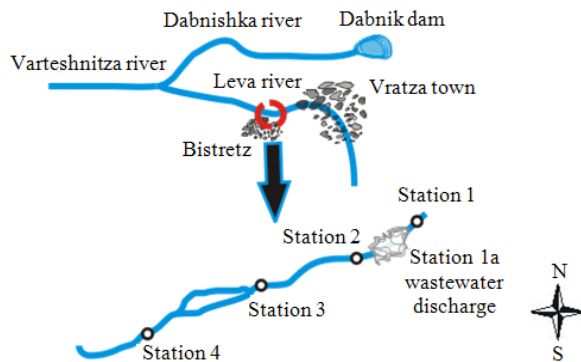 Dabnishka river
Dabnik dam
Varteshnitza river
Leva river
Vratza town
Bistretz
Station 1
Station 2
Station 1a
wastewater
discharge
Station 3
Station 4
N
S